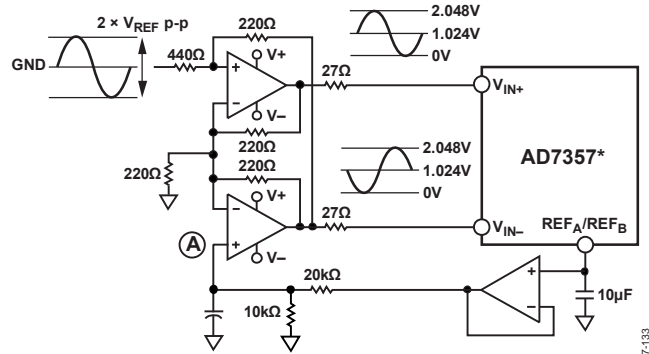 2 × VREF p-p
GND
440Ω
220Ω
V+
+
–
V–
220Ω
220Ω
220Ω
V+
–
+
V–
A
27Ω
27Ω
2.048V
1.024V
0V
2.048V
1.024V
0V
VIN+
AD7357*
VIN–
REFA/REFB
20kΩ
10kΩ
+
–
10µF
7-133